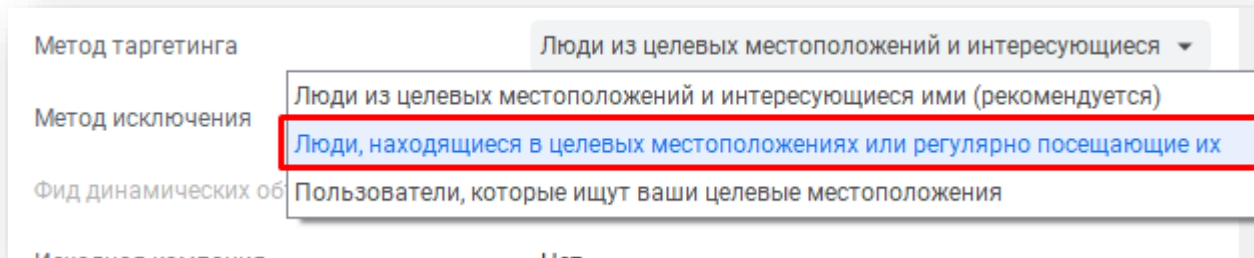 Метод таргетинга
Люди из целевых местоположений и интересующиеся
Люди из целевых местоположений и интересующиеся ими (рекомендуется)
Метод исключения
Люди, находящиеся в целевых местоположениях или регулярно посещающие их
Фид динамических об
Пользователи, которые ищут ваши целевые местоположения